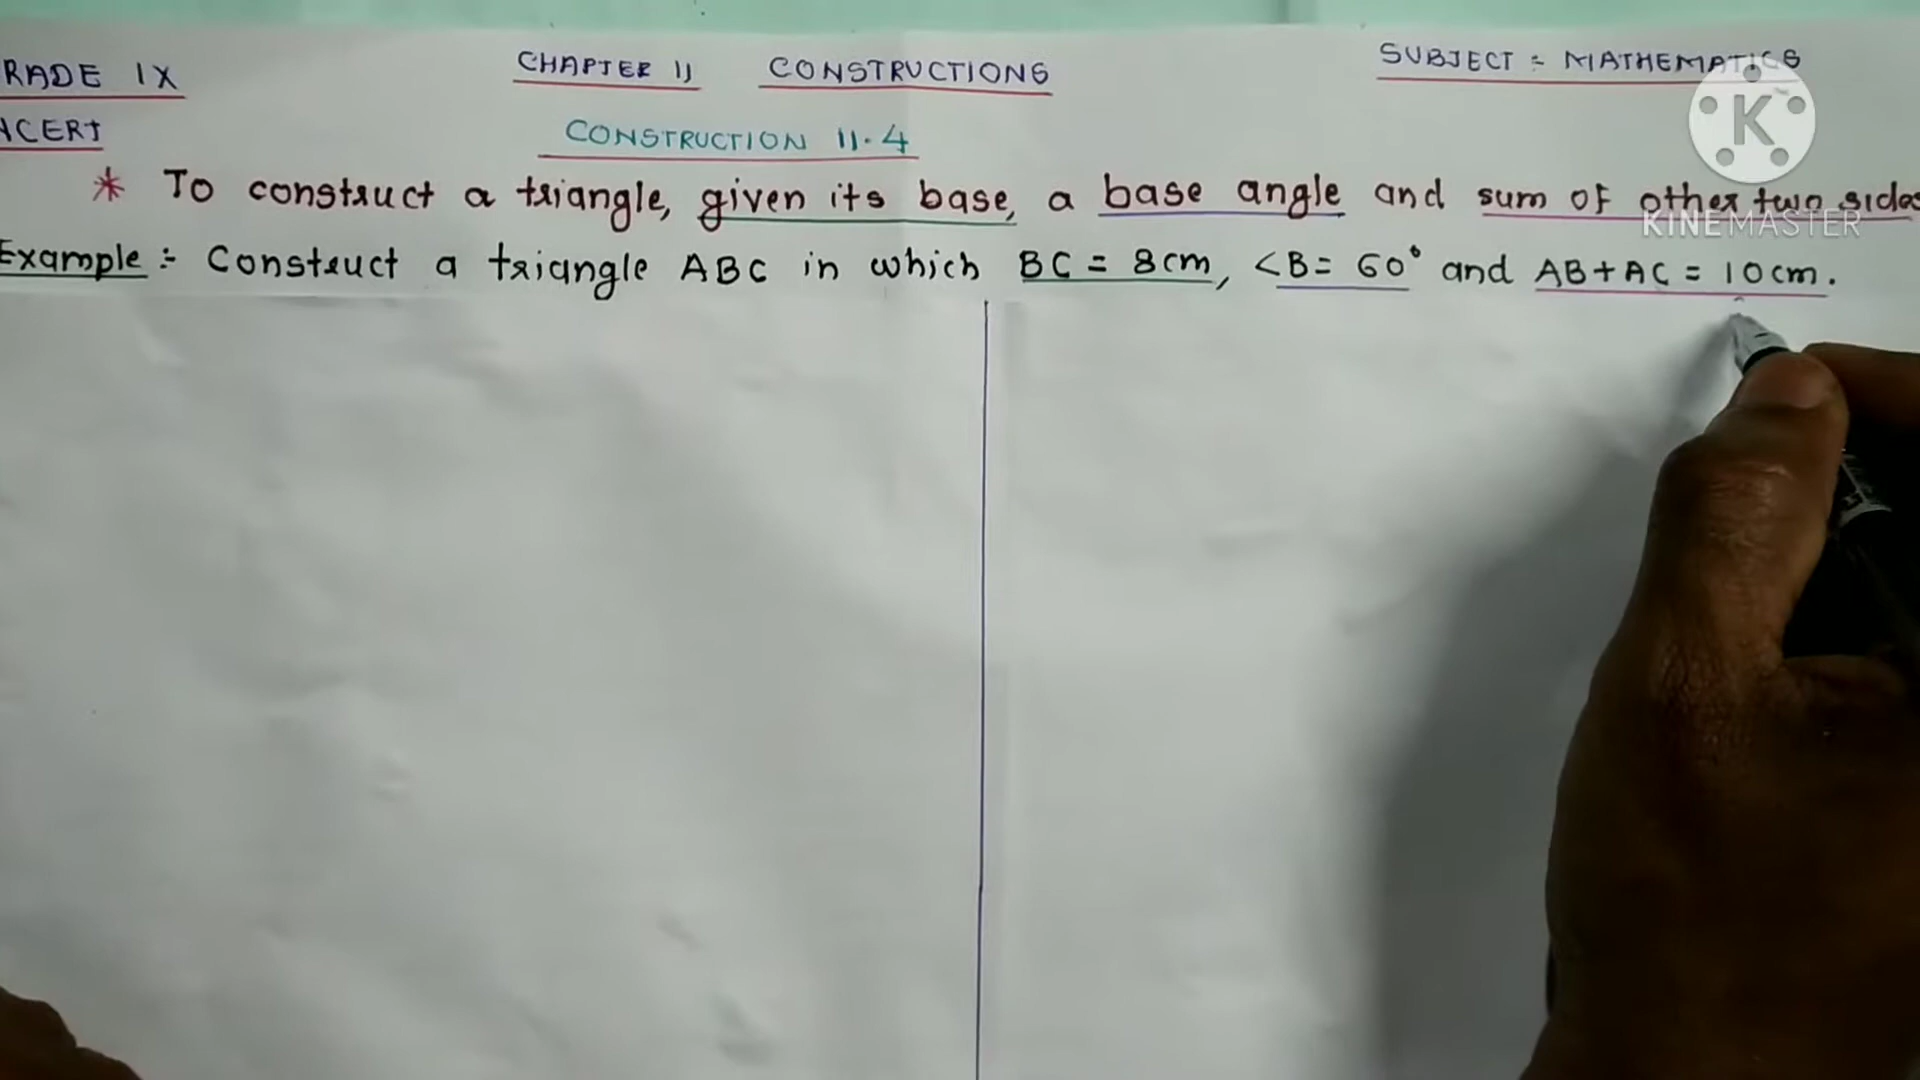 RADE IX CHAPTER 11 CONSTRUCTIONS SUBJECT : MATHEMATICS
NCERT CONSTRUCTION 11.4
* To construct a triangle, given its base, a base angle and sum of other two sides
KINEMASTER
Example :- Construct a triangle ABC in which BC = 8cm, <B = 60° and AB+AC = 10cm.